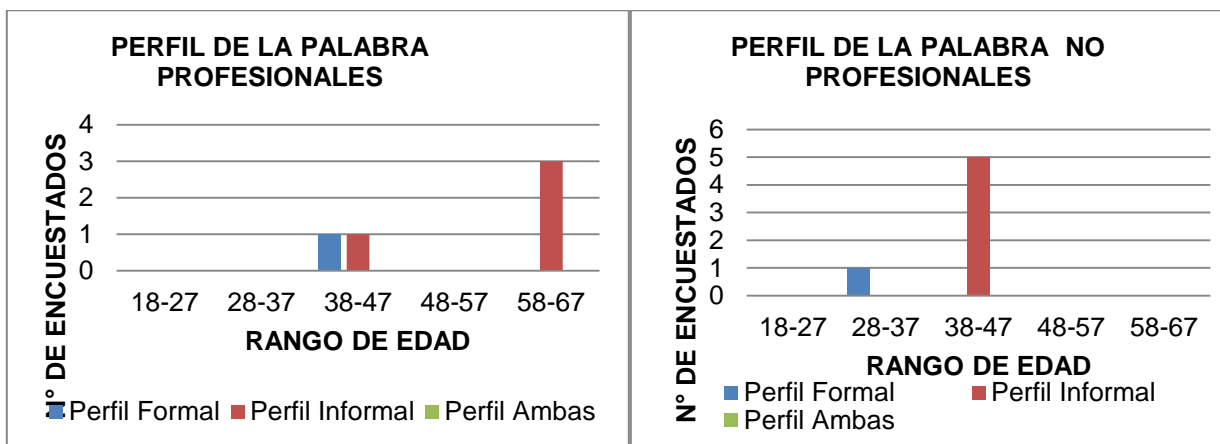 PERFIL DE LA PALABRA
PROFESIONALES
N° DE ENCUESTADOS
4
3
2
1
0
18-27 28-37 38-47 48-57 58-67
RANGO DE EDAD
Perfil Formal Perfil Informal Perfil Ambas
PERFIL DE LA PALABRA NO
PROFESIONALES
N° DE ENCUESTADOS
6
5
4
3
2
1
0
18-27 28-37 38-47 48-57 58-67
RANGO DE EDAD
Perfil Formal Perfil Informal
Perfil Ambas